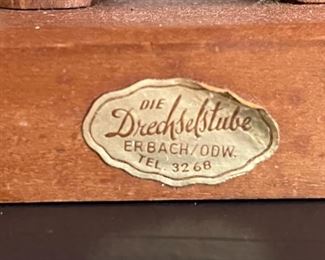 DIE
Drechselstube
ERBACH/ODW.
TEL. 3268